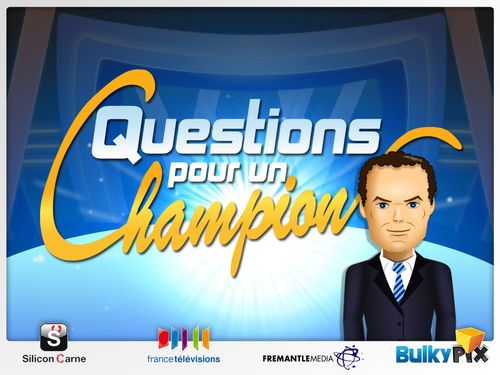 Questions
pour un
Champion
S
Silicon Carne
francetélévisions
FREMANTLEMEDIA
BulkyPix